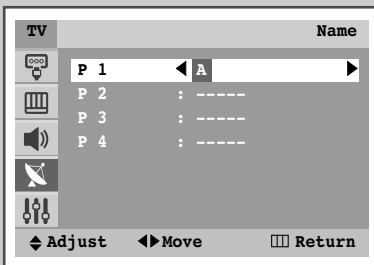 TV Name
P 1 ◀ A ▶
P 2 : -----
P 3 : -----
P 4 : -----
Adjust Move Return